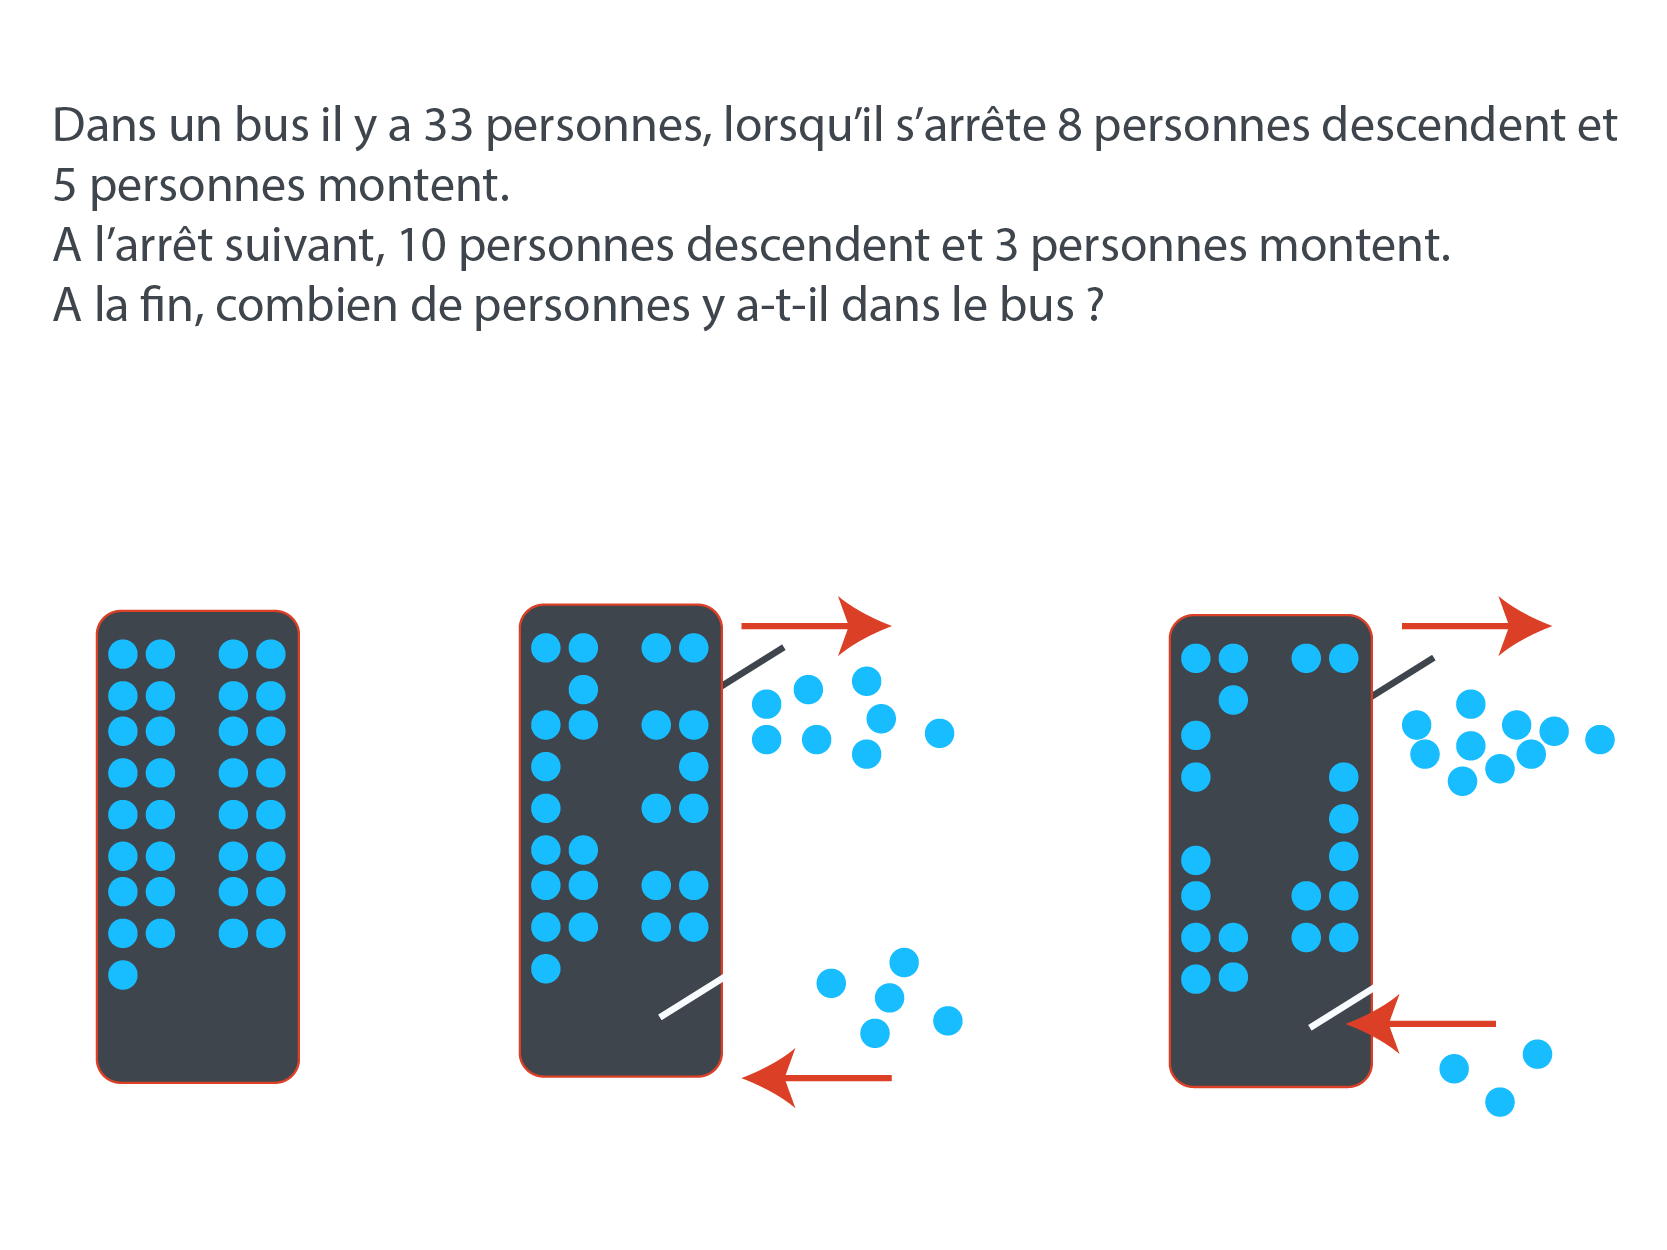 Dans un bus il y a 33 personnes, lorsqu’il s’arrête 8 personnes descendent et
5 personnes montent.
A l’arrêt suivant, 10 personnes descendent et 3 personnes montent.
A la fin, combien de personnes y a-t-il dans le bus ?